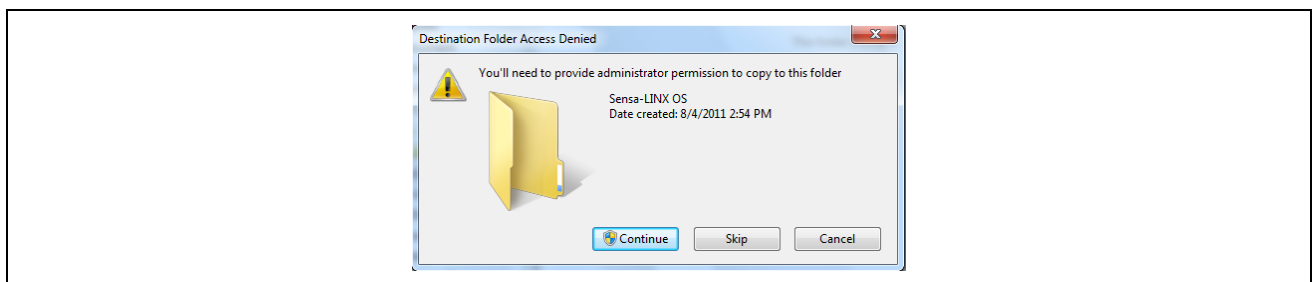 Destination Folder Access Denied
You'll need to provide administrator permission to copy to this folder
Sensa-LINX OS
Date created: 8/4/2011 2:54 PM
Continue Skip Cancel